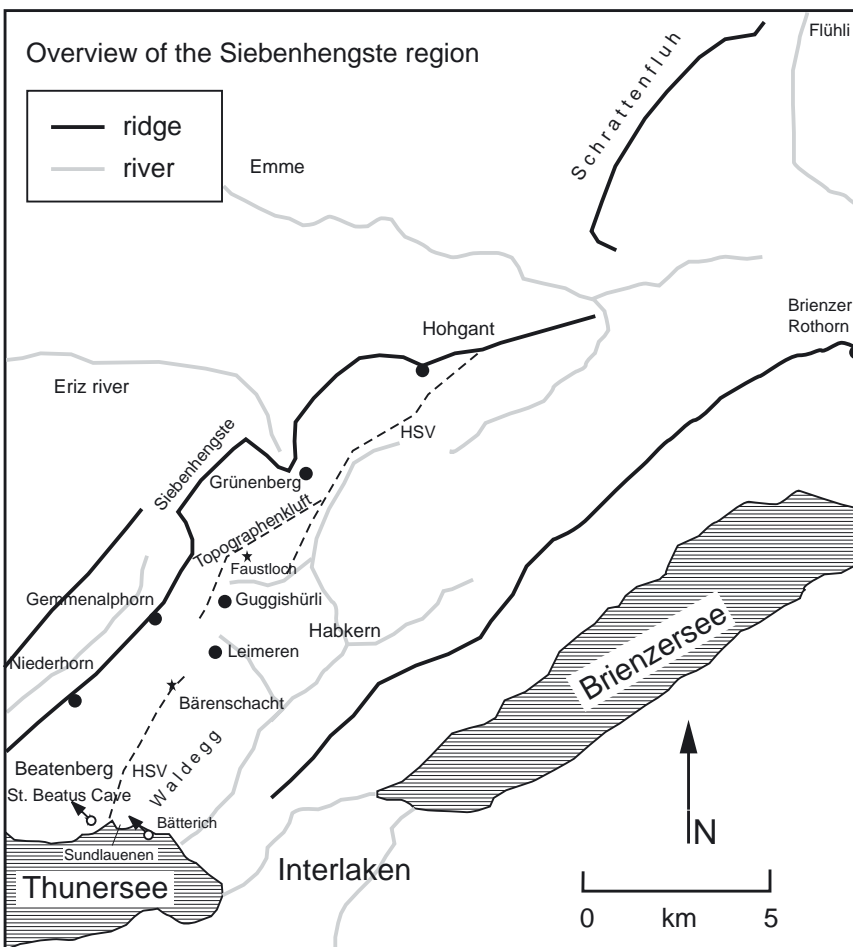 Flühli
Overview of the Siebenhengste region
Schrattenfluh
ridge
river
Emme
Brienzer
Rothorn
Hohgant
Eriz river
HSV
Siebenhengste
Grünenberg
Topographenkluft
Faustloch
Gemmenalphorn
Guggishürli
Habkern
Leimeren
Niederhorn
Brienzersee
Bärenschacht
Waldegg
Beatenberg
HSV
St. Beatus Cave
Bätterich
N
Sundlauenen
Interlaken
Thunersee
0 km 5